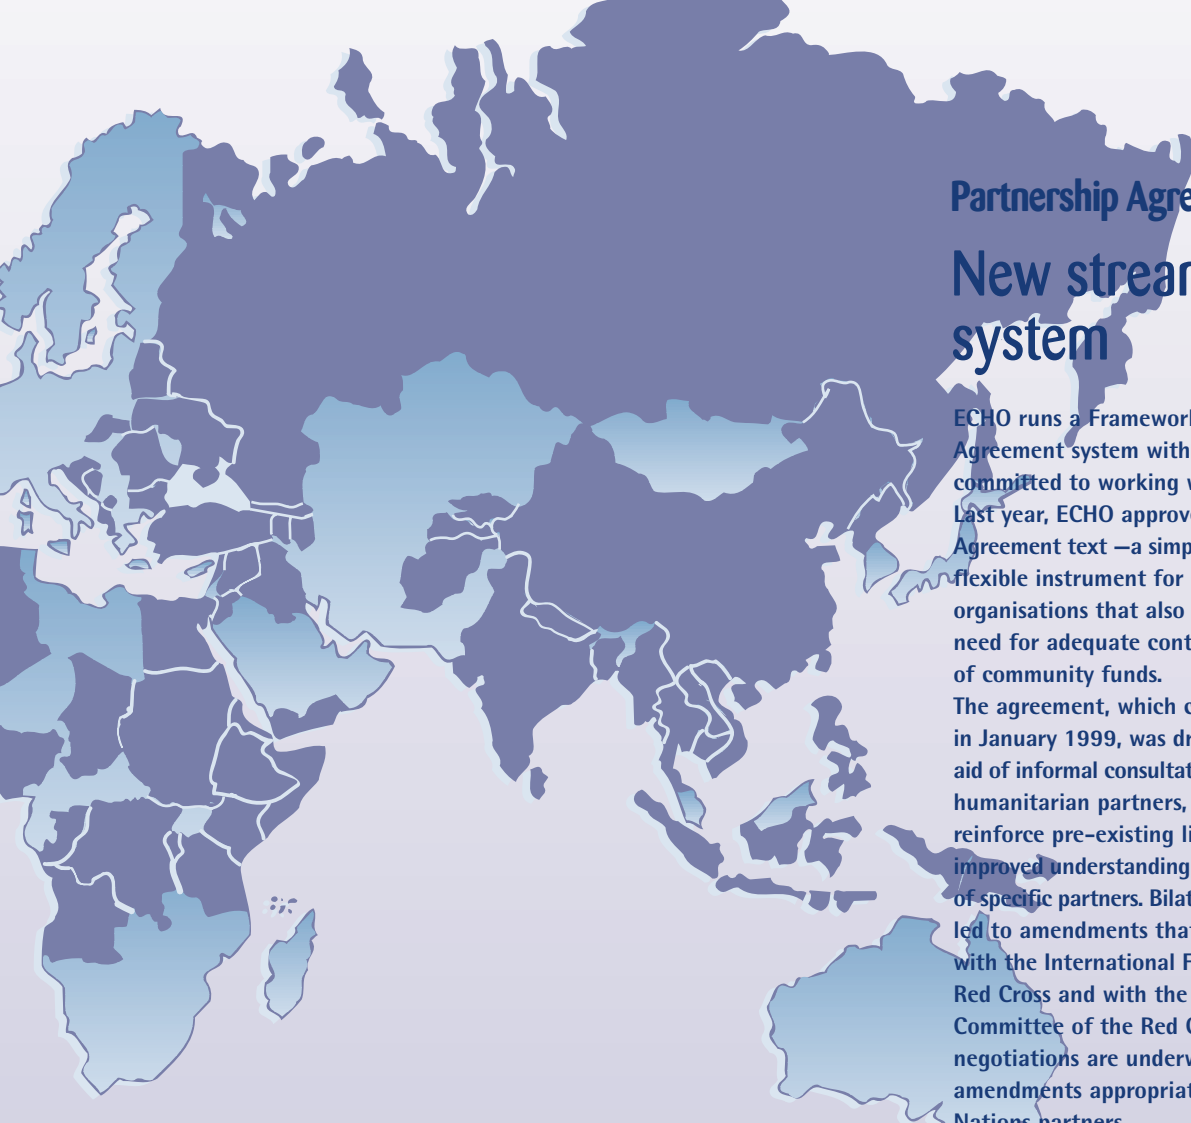 Partnership Agre
New strear
system
ECHO runs a Framework
Agreement system with
committed to working w
Last year, ECHO approve
Agreement text —a simp
flexible instrument for
organisations that also
need for adequate cont
of community funds.
The agreement, which c
in January 1999, was dr
aid of informal consultat
humanitarian partners,
reinforce pre-existing li
improved understanding
of specific partners. Bilat
led to amendments that
with the International F
Red Cross and with the
Committee of the Red C
negotiations are underw
amendments appropriat
Nations partners.